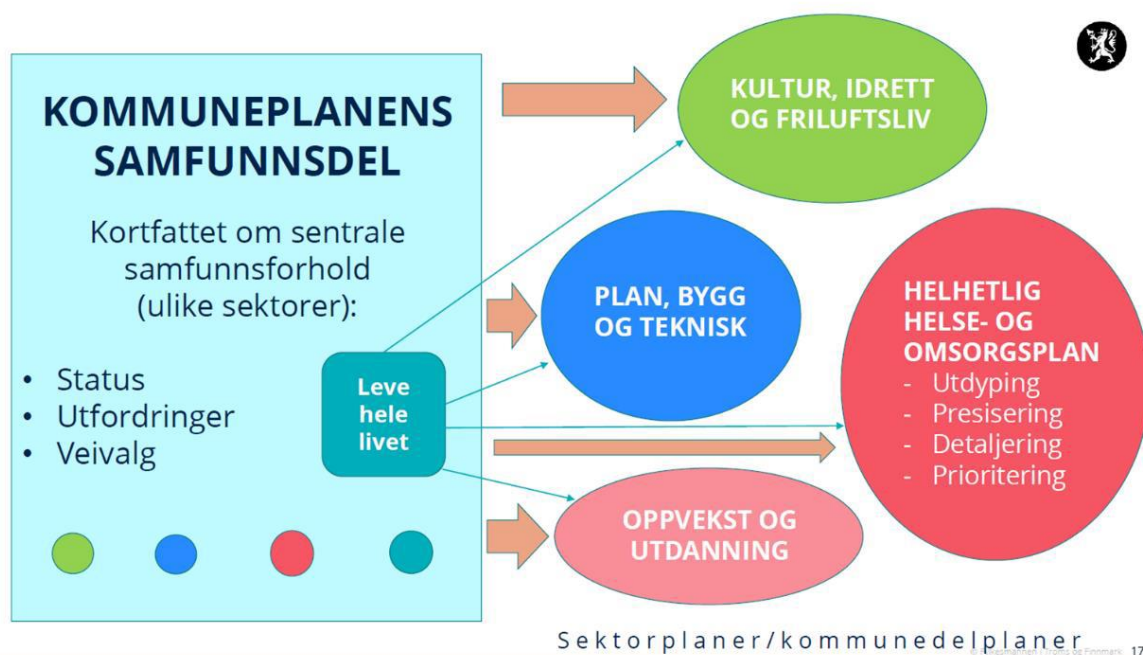 KOMMUNEPLANENS
SAMFUNNSDEL
Kortfattet om sentrale
samfunnsforhold
(ulike sektorer):
• Status
• Utfordringer
• Veivalg
Leve
hele
livet
KULTUR, IDRETT
OG FRILUFTSLIV
PLAN, BYGG
OG TEKNISK
HELHETLIG
HELSE- OG
OMSORGSPLAN
- Utdyping
- Presisering
- Detaljering
- Prioritering
OPPVEKST OG
UTDANNING
Sektorplaner/kommunedelplaner
Troms og Finnmark
17